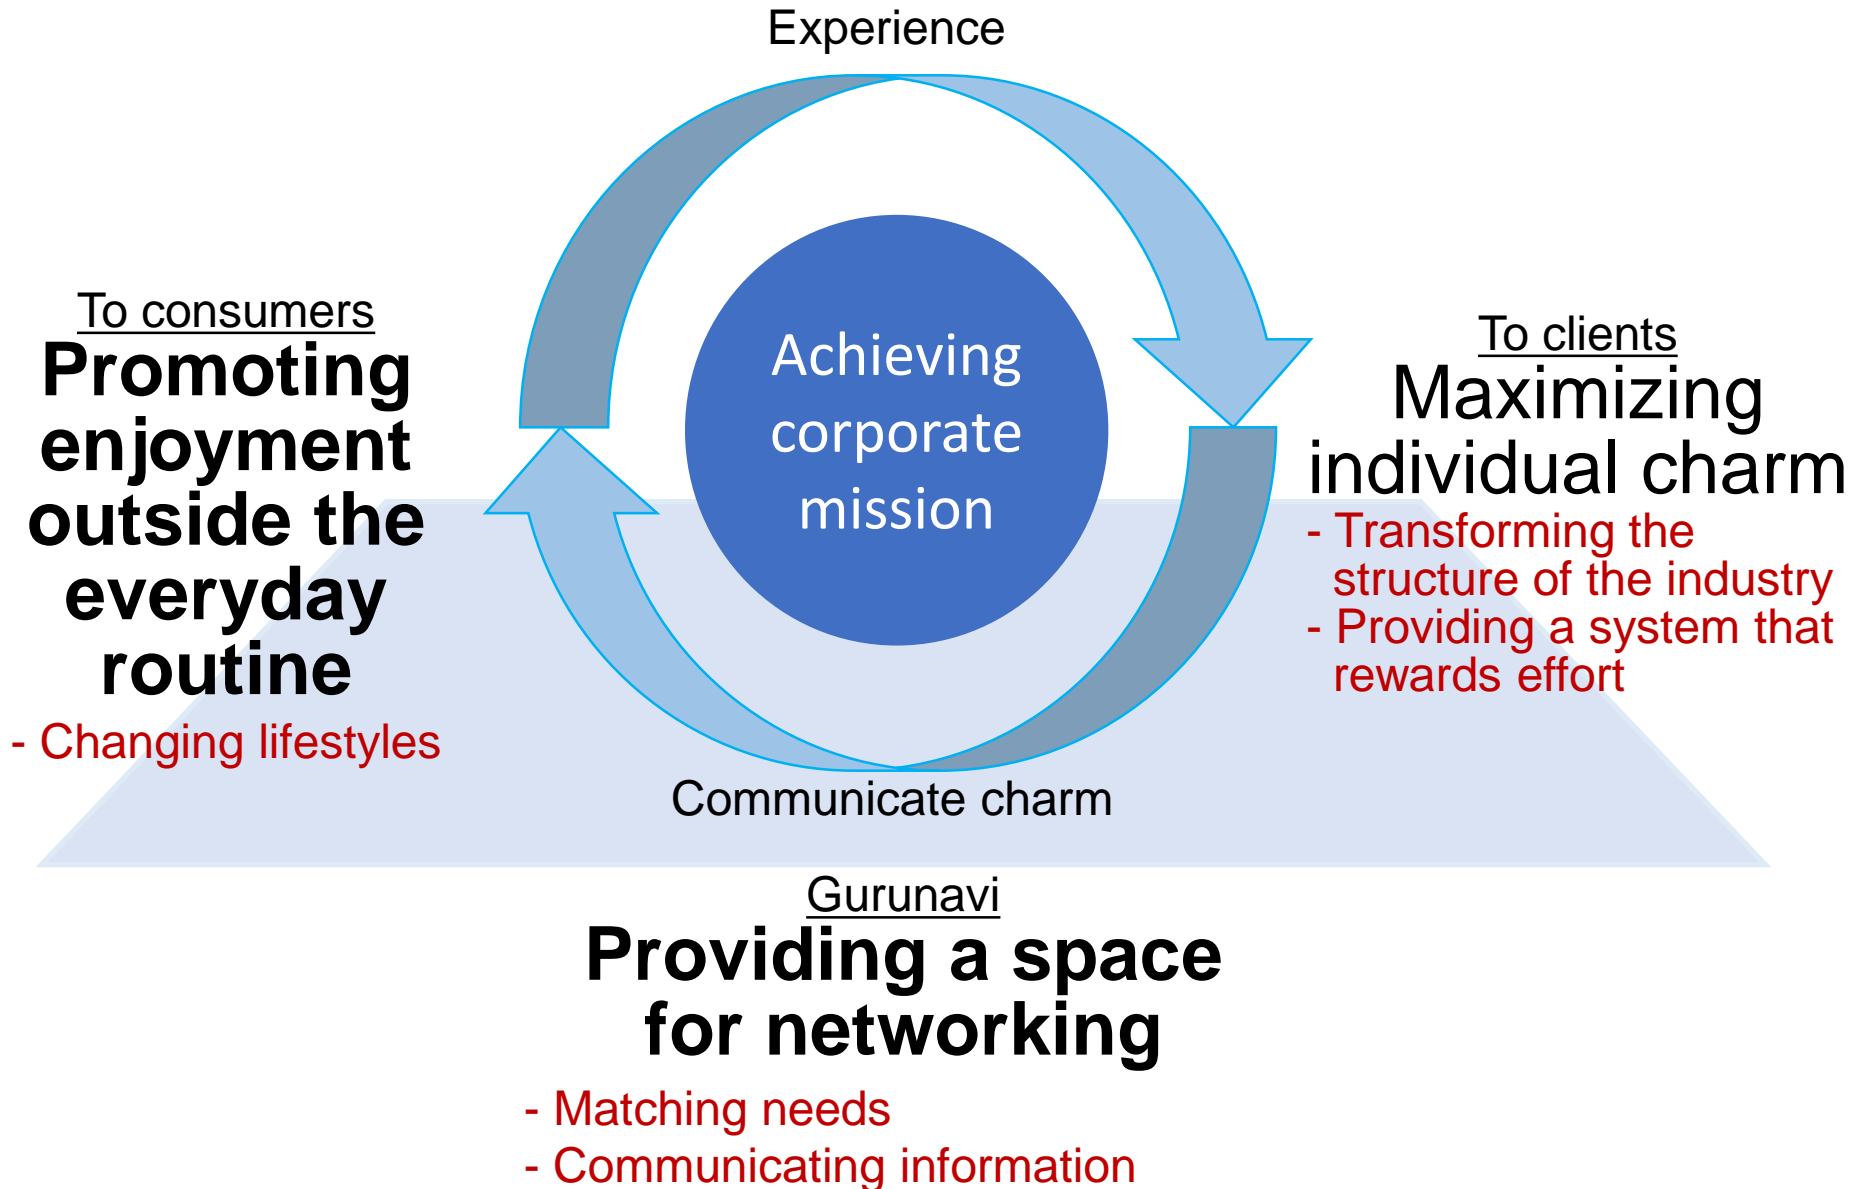 Experience
To consumers
Promoting
enjoyment
outside the
everyday
routine
- Changing lifestyles
Achieving
corporate
mission
To clients
Maximizing
individual charm
- Transforming the
structure of the industry
- Providing a system that
rewards effort
Communicate charm
Gurunavi
Providing a space
for networking
- Matching needs
- Communicating information